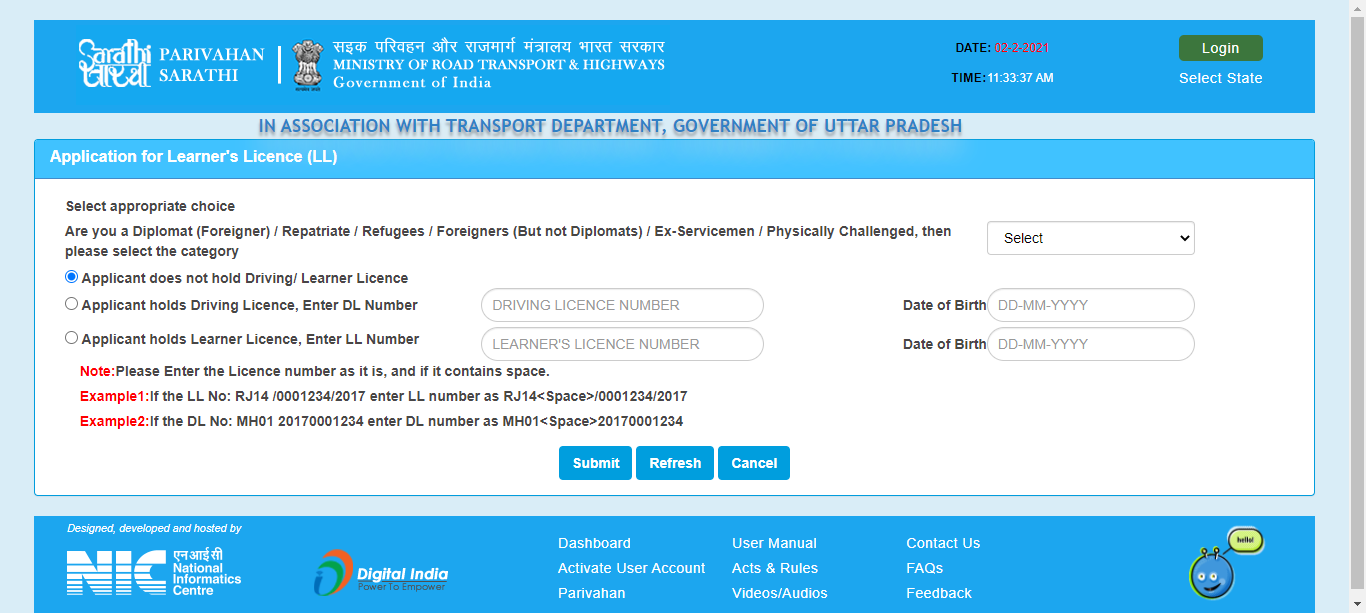 Sarathi
सारथी
PARIVAHAN
SARATHI
सड़क परिवहन और राजमार्ग मंत्रालय भारत सरकार
MINISTRY OF ROAD TRANSPORT & HIGHWAYS
Government of India
DATE: 02-2-2021
TIME:11:33:37 AM
Login
Select State
IN ASSOCIATION WITH TRANSPORT DEPARTMENT, GOVERNMENT OF UTTAR PRADESH
Application for Learner's Licence (LL)
Select appropriate choice
Are you a Diplomat (Foreigner) / Repatriate / Refugees / Foreigners (But not Diplomats) / Ex-Servicemen / Physically Challenged, then
please select the category
Select
Applicant does not hold Driving/ Learner Licence
Applicant holds Driving Licence, Enter DL Number DRIVING LICENCE NUMBER Date of Birth DD-MM-YYYY
Applicant holds Learner Licence, Enter LL Number LEARNER'S LICENCE NUMBER Date of Birth DD-MM-YYYY
Note:Please Enter the Licence number as it is, and if it contains space.
Example1:If the LL No: RJ14 /0001234/2017 enter LL number as RJ14<Space>/0001234/2017
Example2:If the DL No: MH01 20170001234 enter DL number as MH01<Space>20170001234
Submit Refresh Cancel
Designed, developed and hosted by
NIC
एनआईसी
National
Informatics
Centre
Digital India
Power To Empower
Dashboard
Activate User Account
Parivahan
User Manual
Acts & Rules
Videos/Audios
Contact Us
FAQs
Feedback
hello!